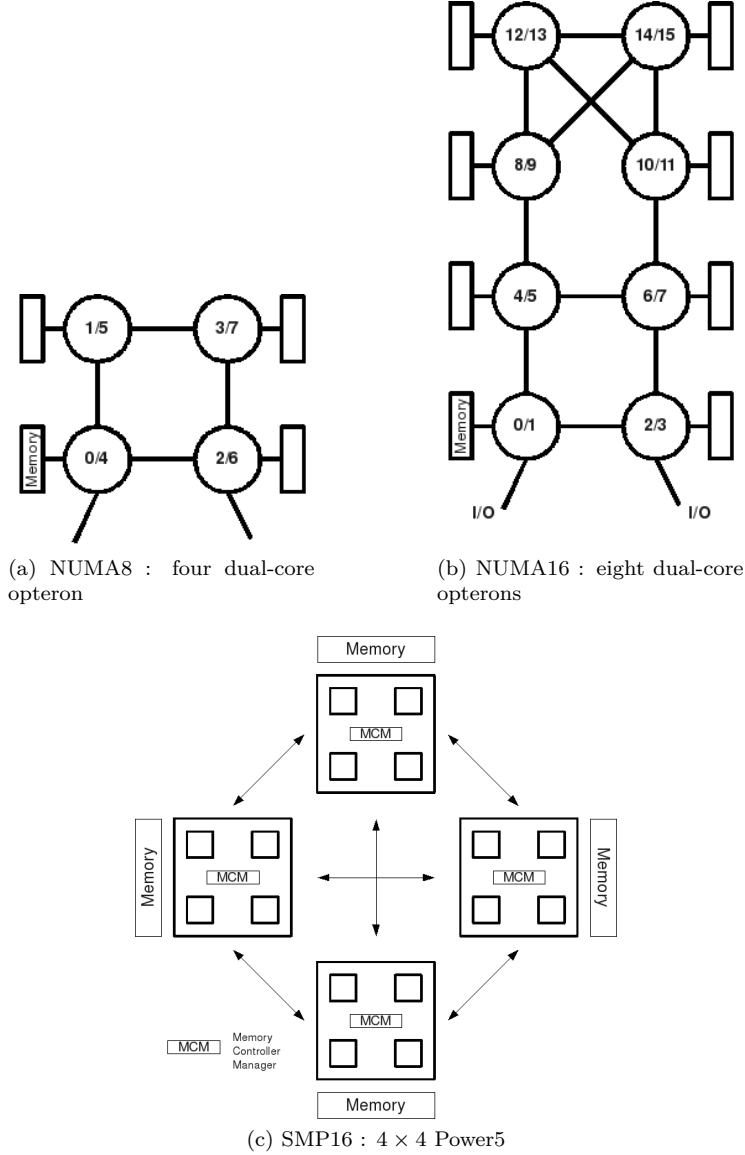 12/13
14/15
8/9
10/11
1/5
3/7
4/5
6/7
Memory
0/4
2/6
Memory
0/1
2/3
I/O
I/O
(a) NUMA8 : four dual-core
opteron
(b) NUMA16 : eight dual-core
opterons
Memory
MCM
Memory
MCM
MCM
Memory
MCM
MCM
Memory
Controller
Manager
Memory
(c) SMP16 : 4 × 4 Power5